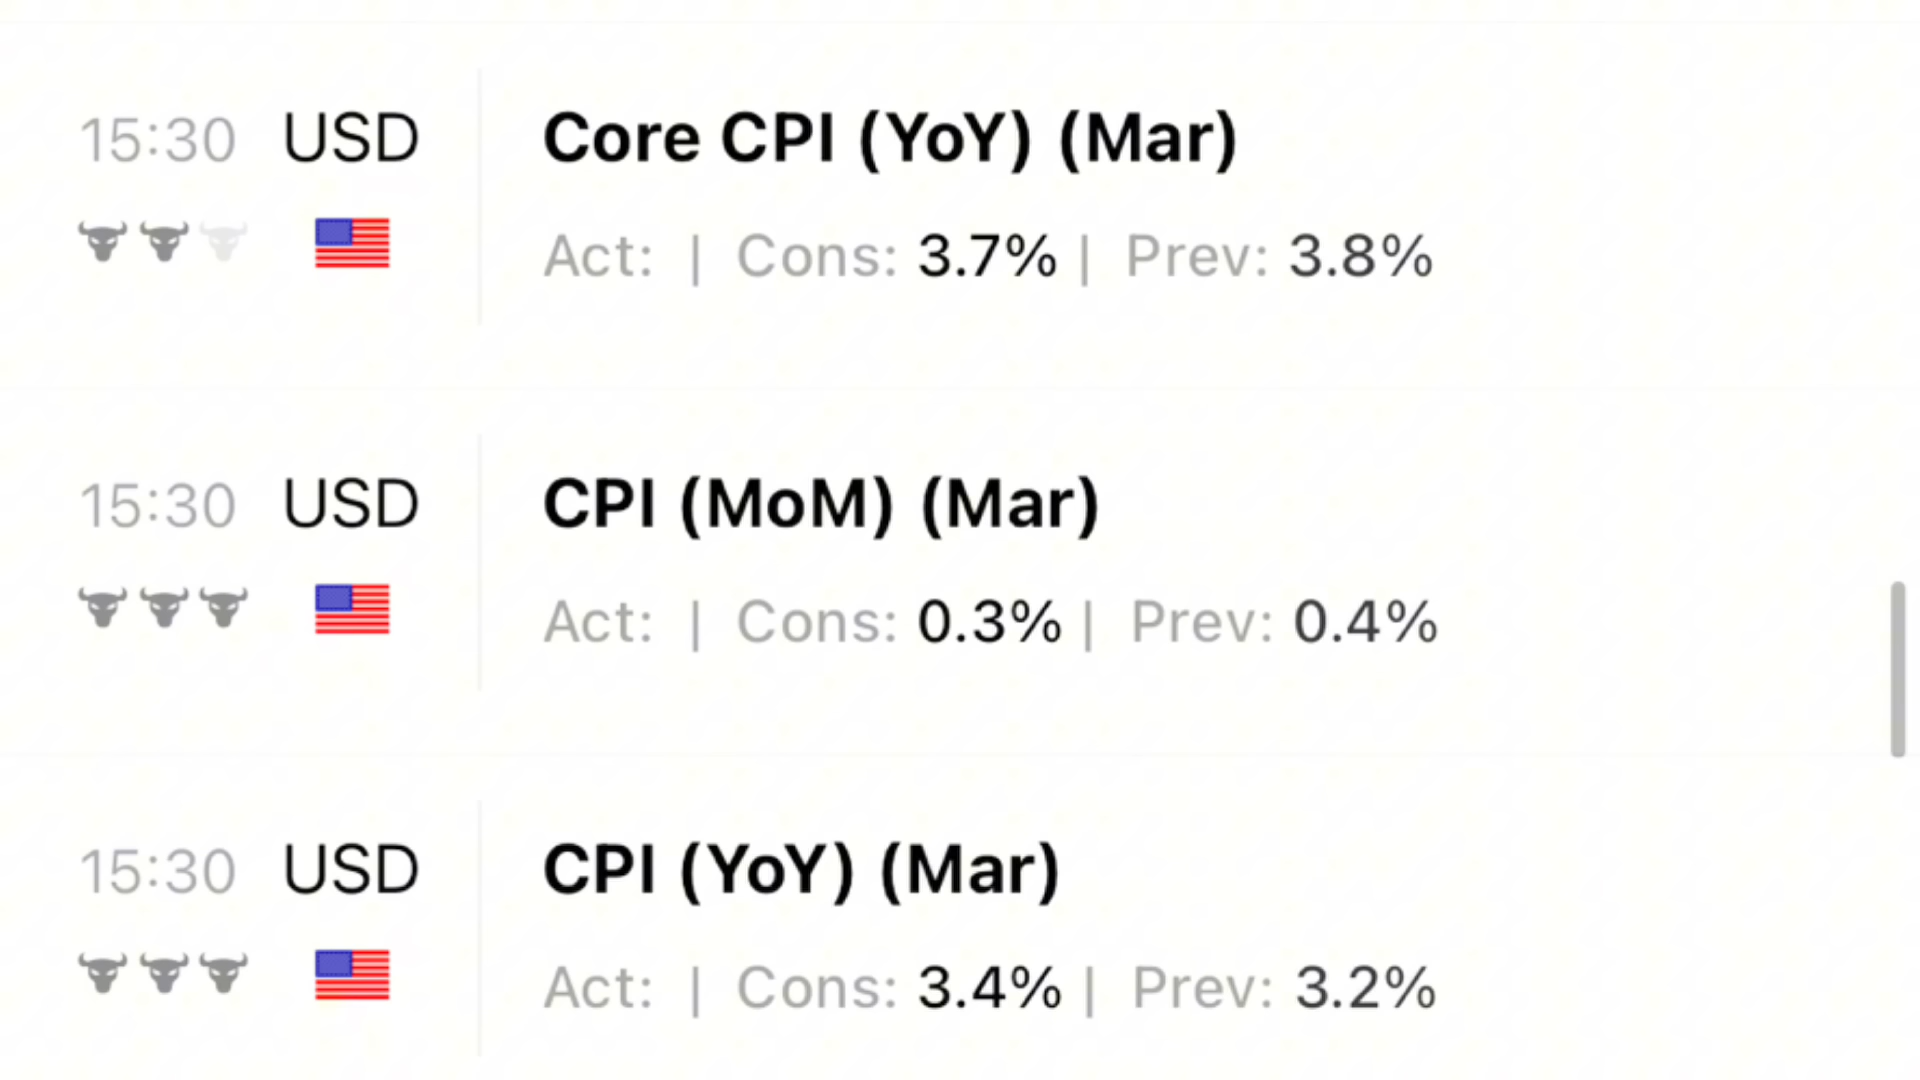 15:30 USD Core CPI (YoY) (Mar)
Act: | Cons: 3.7% | Prev: 3.8%
15:30 USD CPI (MoM) (Mar)
Act: | Cons: 0.3% | Prev: 0.4%
15:30 USD CPI (YoY) (Mar)
Act: | Cons: 3.4% | Prev: 3.2%